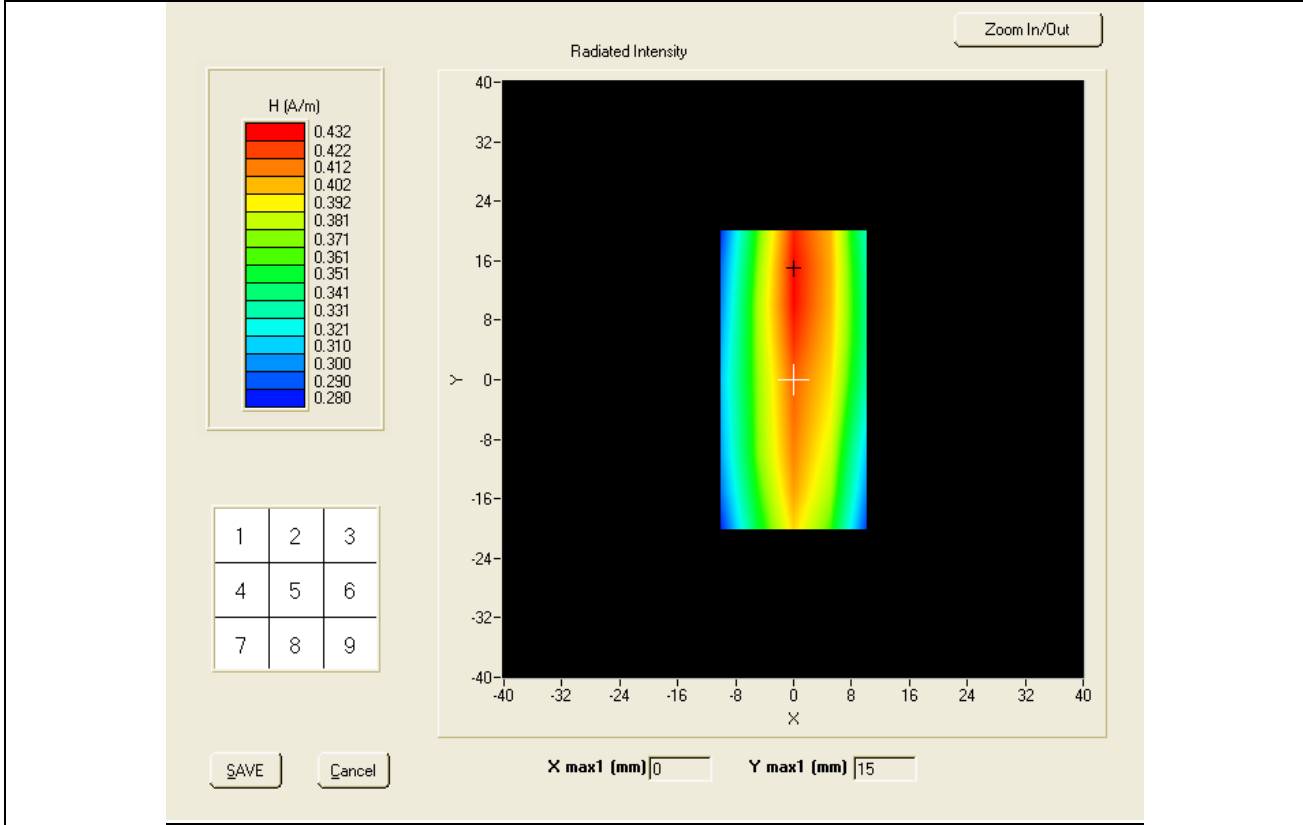 Zoom In/Out
Radiated Intensity
H (A/m)
0.432
0.422
0.412
0.402
0.392
0.381
0.371
0.361
0.351
0.341
0.331
0.321
0.310
0.300
0.290
0.280
40
32
24
16
8
0
-8
-16
-24
-32
-40
Y
-40 -32 -24 -16 -8 0 8 16 24 32 40
X
1 2 3
4 5 6
7 8 9
SAVE Cancel
X max1 (mm) 0 Y max1 (mm) 15